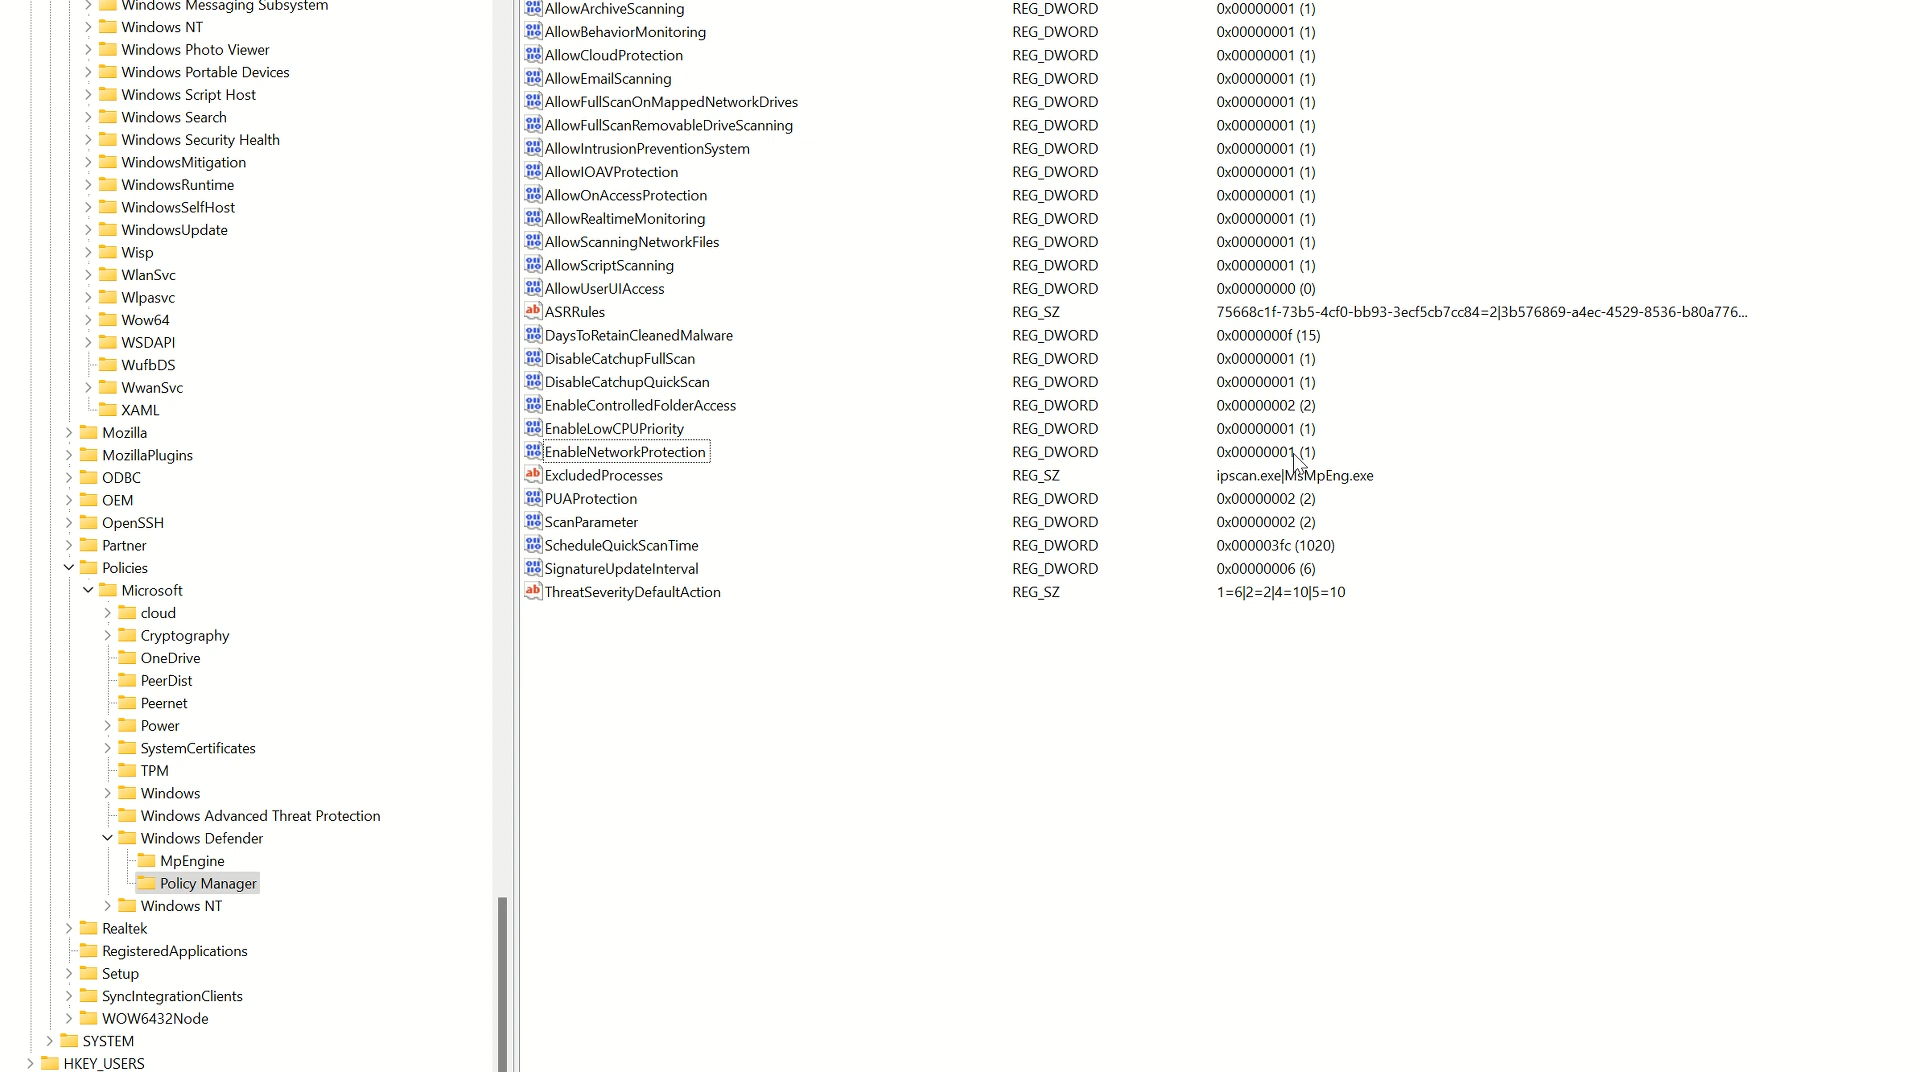 Windows Messaging Subsystem
Windows NT
Windows Photo Viewer
Windows Portable Devices
Windows Script Host
Windows Search
Windows Security Health
WindowsMitigation
WindowsRuntime
WindowsSelfHost
WindowsUpdate
Wisp
WlanSvc
Wlpasvc
Wow64
WSDAPI
WufbDS
WwanSvc
XAML
Mozilla
MozillaPlugins
ODBC
OEM
OpenSSH
Partner
Policies
Microsoft
cloud
Cryptography
OneDrive
PeerDist
Peernet
Power
SystemCertificates
TPM
Windows
Windows Advanced Threat Protection
Windows Defender
MpEngine
Policy Manager
Windows NT
Realtek
RegisteredApplications
Setup
SyncIntegrationClients
WOW6432Node
SYSTEM
HKEY_USERS
AllowArchiveScanning REG_DWORD 0x00000001 (1)
AllowBehaviorMonitoring REG_DWORD 0x00000001 (1)
AllowCloudProtection REG_DWORD 0x00000001 (1)
AllowEmailScanning REG_DWORD 0x00000001 (1)
AllowFullScanOnMappedNetworkDrives REG_DWORD 0x00000001 (1)
AllowFullScanRemovableDriveScanning REG_DWORD 0x00000001 (1)
AllowIntrusionPreventionSystem REG_DWORD 0x00000001 (1)
AllowIOAVProtection REG_DWORD 0x00000001 (1)
AllowOnAccessProtection REG_DWORD 0x00000001 (1)
AllowRealtimeMonitoring REG_DWORD 0x00000001 (1)
AllowScanningNetworkFiles REG_DWORD 0x00000001 (1)
AllowScriptScanning REG_DWORD 0x00000001 (1)
AllowUserUIAccess REG_DWORD 0x00000000 (0)
ASRRules REG_SZ 75668c1f-73b5-4cf0-bb93-3ecf5cb7cc84=2|3b576869-a4ec-4529-8536-b80a776...
DaysToRetainCleanedMalware REG_DWORD 0x0000000f (15)
DisableCatchupFullScan REG_DWORD 0x00000001 (1)
DisableCatchupQuickScan REG_DWORD 0x00000001 (1)
EnableControlledFolderAccess REG_DWORD 0x00000002 (2)
EnableLowCPUPriority REG_DWORD 0x00000001 (1)
EnableNetworkProtection REG_DWORD 0x00000001 (1)
ExcludedProcesses REG_SZ ipscan.exe|MsMpEng.exe
PUAProtection REG_DWORD 0x00000002 (2)
ScanParameter REG_DWORD 0x00000002 (2)
ScheduleQuickScanTime REG_DWORD 0x000003fc (1020)
SignatureUpdateInterval REG_DWORD 0x00000006 (6)
ThreatSeverityDefaultAction REG_SZ 1=6|2=2|4=10|5=10